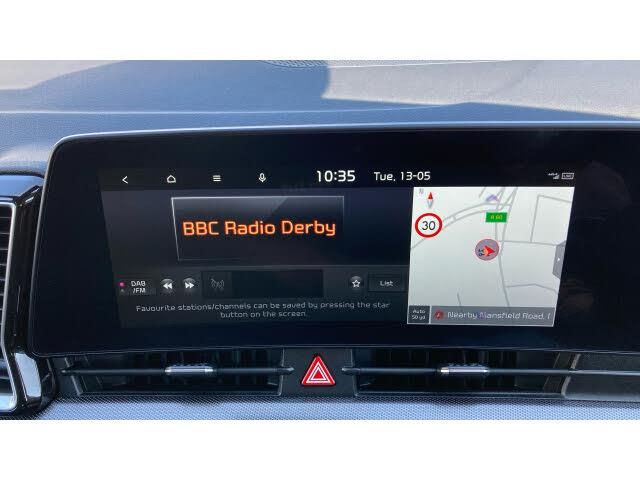 10:35 Tue, 13-05
BBC Radio Derby
30
N
DAB
/FM
List
Favourite stations/channels can be saved by pressing the star
button on the screen.
Auto
50 yd
Nearby Mansfield Road, (